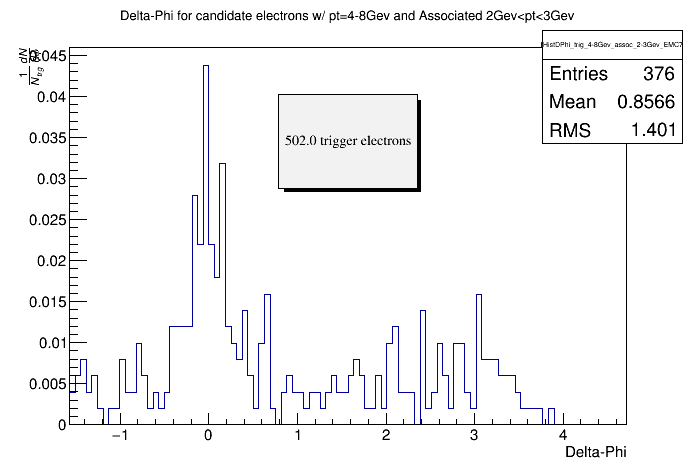 Delta-Phi for candidate electrons w/ pt=4-8Gev and Associated 2Gev<pt<3Gev
HistDPhi_trig_4-8Gev_assoc_2-3Gev_EMC7
Entries 376
Mean 0.8566
RMS 1.401
502.0 trigger electrons
0.045
0.04
0.035
0.03
0.025
0.02
0.015
0.01
0.005
0
−1 0 1 2 3 4
Delta-Phi